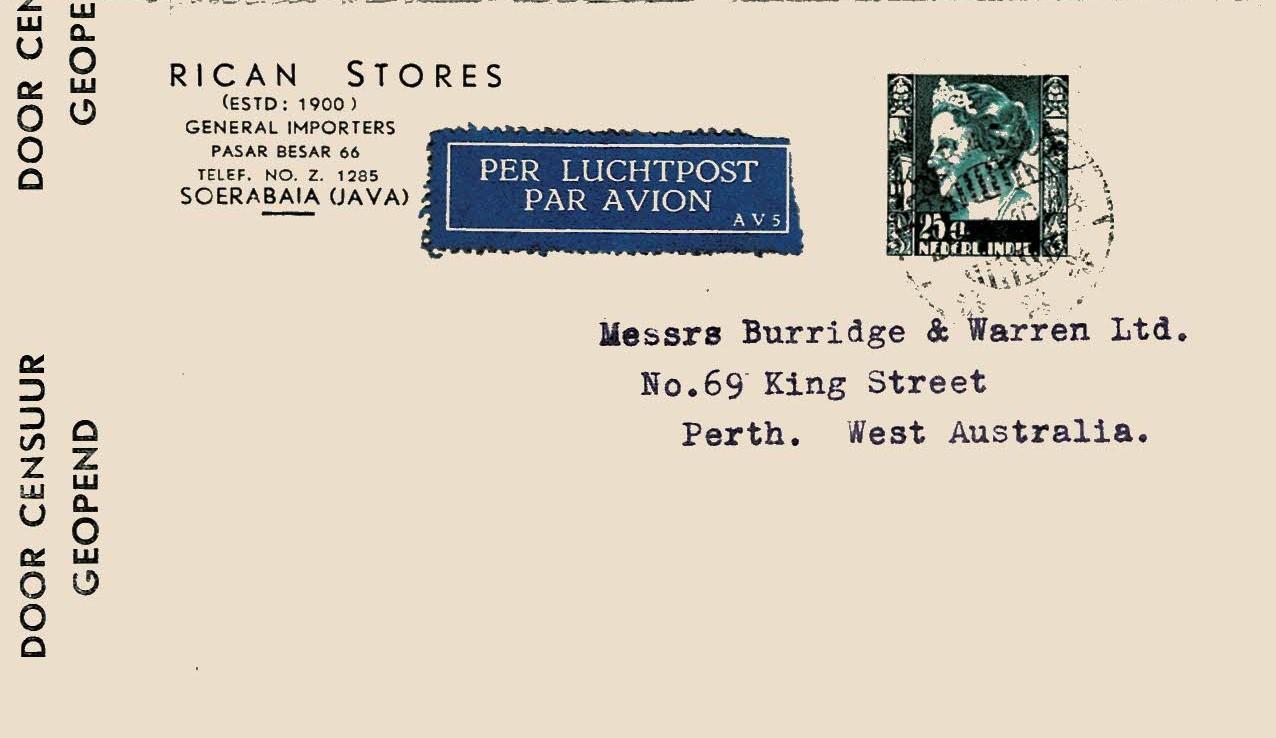 DOOR CEN
GEOPE
DOOR CENSUUR
GEOPEND
RICAN STORES
(ESTD: 1900)
GENERAL IMPORTERS
PASAR BESAR 66
TELEF. NO. Z. 1285
SOERABAIA (JAVA)
PER LUCHTPOST
PAR AVION
AV5
25 c.
NEDERL. INDIE
Messrs Burridge & Warren Ltd.
No.69 King Street
Perth. West Australia.